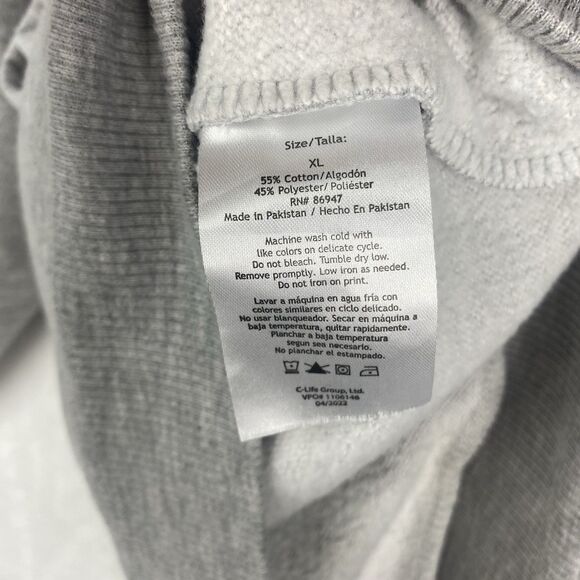 Size/Talla:
XL
55% Cotton/Algodón
45% Polyester/ Poliéster
RN# 86947
Made in Pakistan / Hecho En Pakistan
Machine wash cold with
like colors on delicate cycle.
Do not bleach. Tumble dry low.
Remove promptly. Low iron as needed.
Do not iron on print.
Lavar a máquina en agua fría con
colores similares en ciclo delicado.
No usar blanqueador. Secar en máquina a
baja temperatura, quitar rapidamente.
Planchar a baja temperatura
segun sea necesario.
No planchar el estampado.
C-Life Group, Ltd.
VPO# 1106146
04/2022